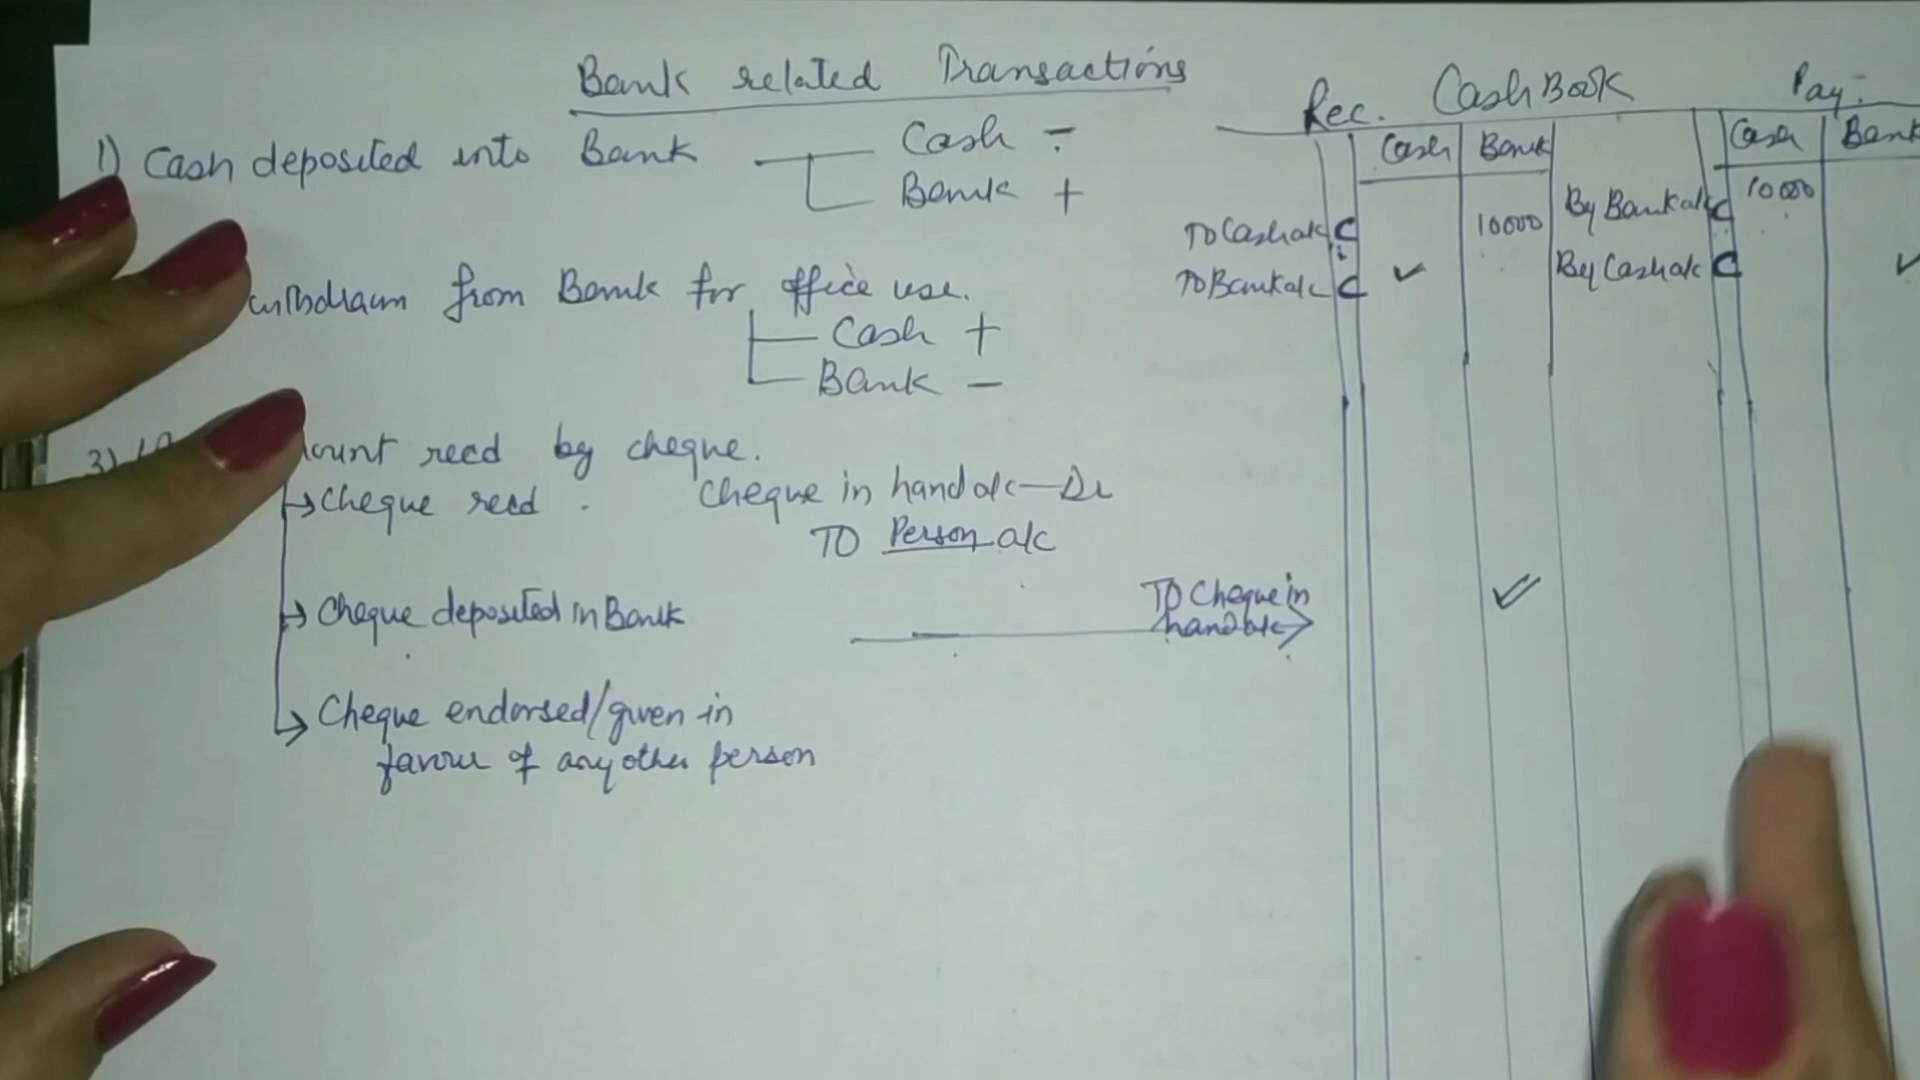 Bank related Transactions
1) Cash deposited into Bank
Cash -
Bank +
withdrawn from Bank for office use.
Cash +
Bank -
3)
ount recd by cheque.
→ Cheque recd. Cheque in hand a/c — Dr
To Person a/c
→ Cheque deposited in Bank
→ Cheque endorsed/given in
favour of any other person
Rec. Cash Book Pay.
Cash Bank Cash Bank
To Cash a/c C 10000 By Bank a/c C 10000
To Bank a/c C ✓ By Cash a/c C ✓
To Cheque in
hand a/c ✓